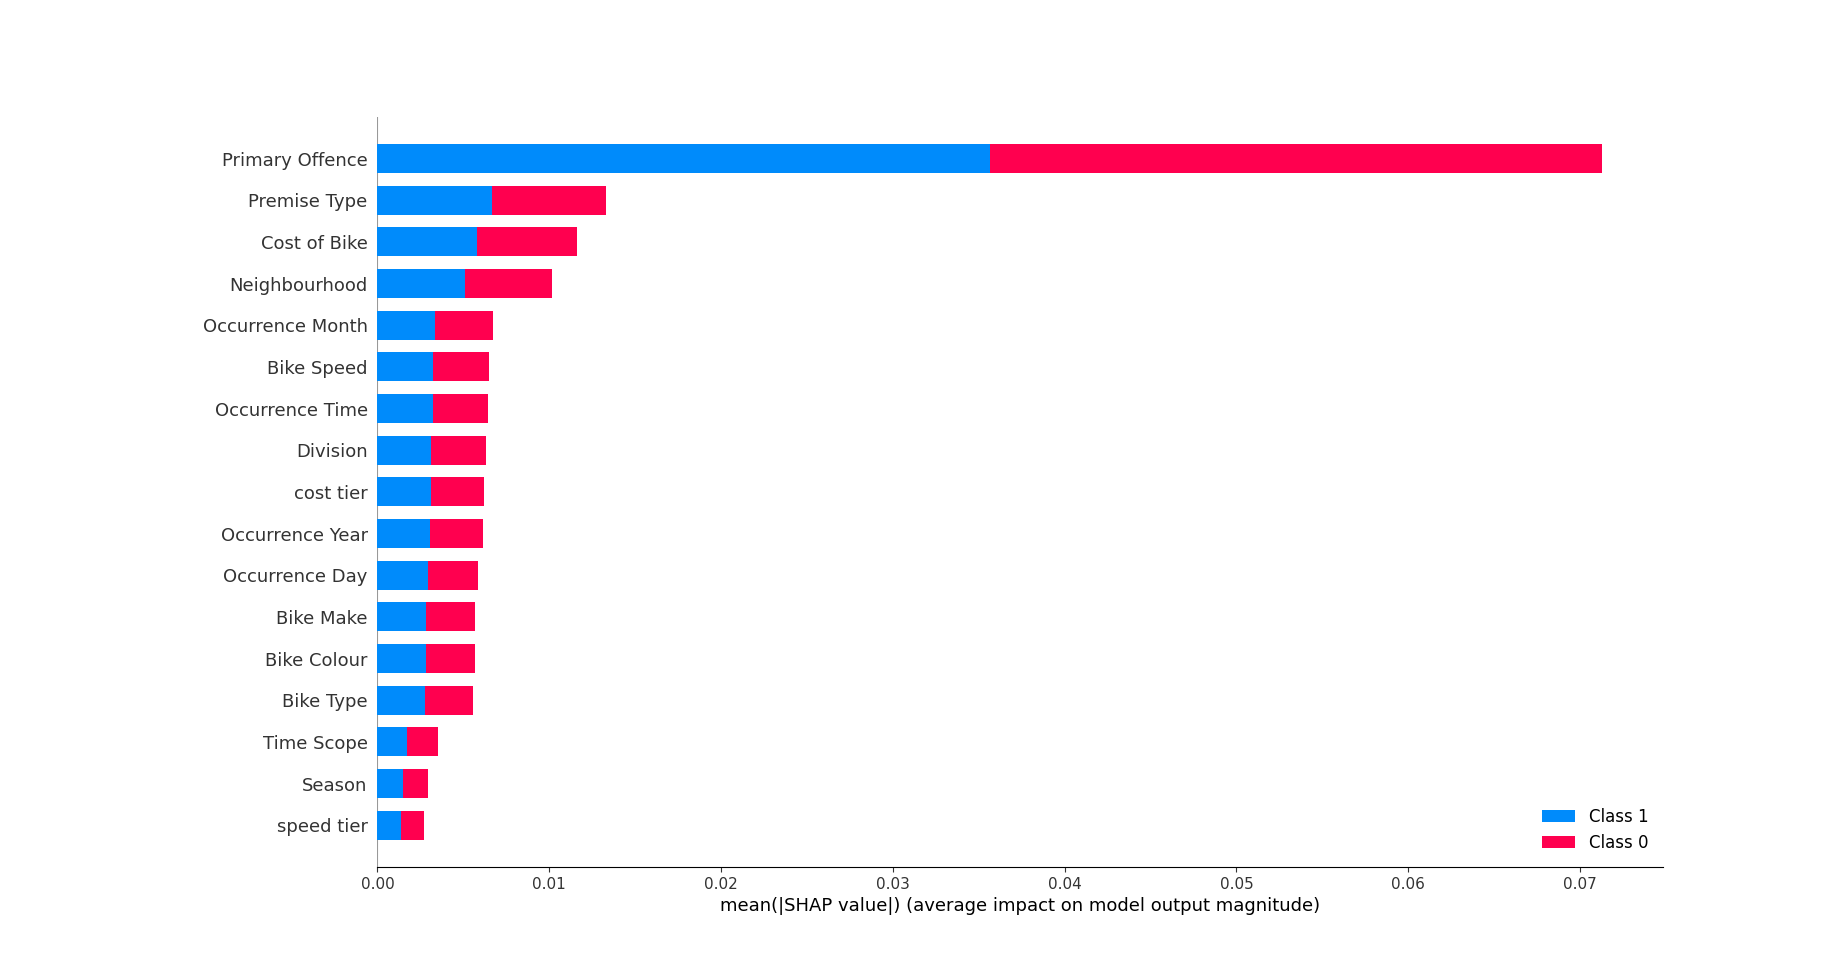 Primary Offence
Premise Type
Cost of Bike
Neighbourhood
Occurrence Month
Bike Speed
Occurrence Time
Division
cost tier
Occurrence Year
Occurrence Day
Bike Make
Bike Colour
Bike Type
Time Scope
Season
speed tier
Class 1
Class 0
0.00 0.01 0.02 0.03 0.04 0.05 0.06 0.07
mean(|SHAP value|) (average impact on model output magnitude)